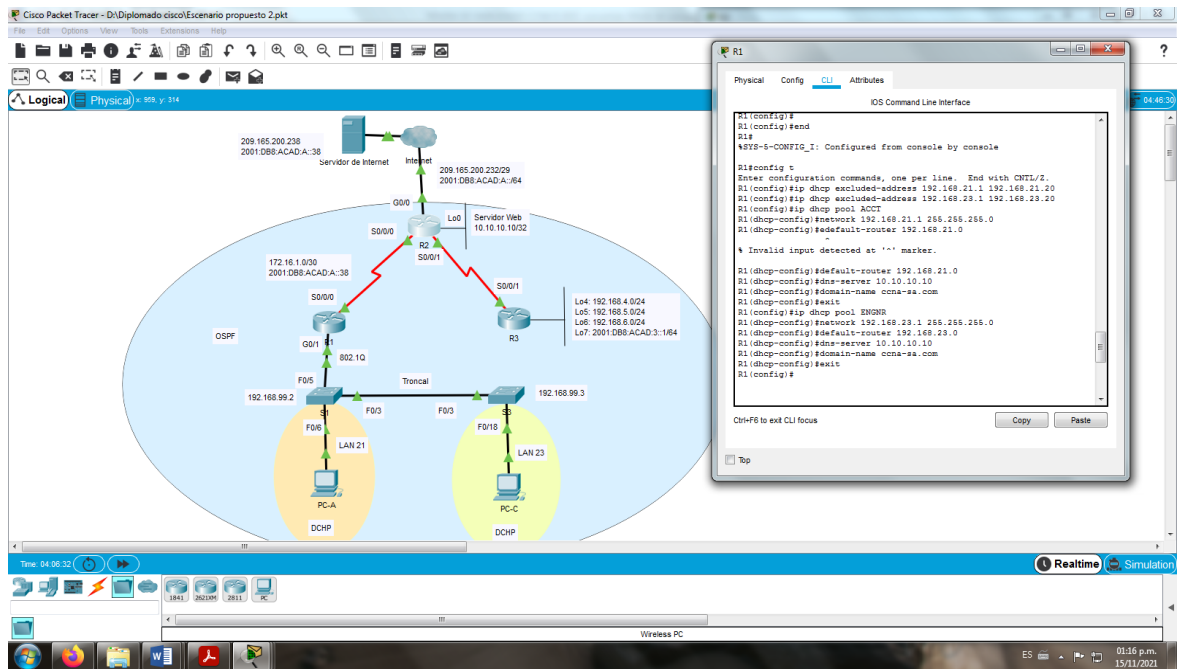 Cisco Packet Tracer - D:\Diplomado cisco\Escenario propuesto 2.pkt
File Edit Options View Tools Extensions Help
Logical Physical x: 959, y: 314
04:46:30
209.165.200.238
2001:DB8:ACAD:A::38
Servidor de Internet
Internet
209.165.200.232/29
2001:DB8:ACAD:A::/64
G0/0
Lo0
Servidor Web
10.10.10.10/32
S0/0/0
R2
S0/0/1
172.16.1.0/30
2001:DB8:ACAD:A::38
S0/0/1
S0/0/0
Lo4: 192.168.4.0/24
Lo5: 192.168.5.0/24
Lo6: 192.168.6.0/24
Lo7: 2001:DB8:ACAD:3::1/64
R3
OSPF
G0/1
R1
802.1Q
F0/5
Troncal
192.168.99.2
192.168.99.3
S1
F0/3
F0/3
S3
F0/6
F0/18
LAN 21
LAN 23
PC-A
PC-C
DCHP
DCHP
R1
Physical Config CLI Attributes
IOS Command Line Interface
R1(config)#
R1(config)#end
R1#
%SYS-5-CONFIG_I: Configured from console by console
R1#config t
Enter configuration commands, one per line. End with CNTL/Z.
R1(config)#ip dhcp excluded-address 192.168.21.1 192.168.21.20
R1(config)#ip dhcp excluded-address 192.168.23.1 192.168.23.20
R1(config)#ip dhcp pool ACCT
R1(dhcp-config)#network 192.168.21.1 255.255.255.0
R1(dhcp-config)#edefault-router 192.168.21.0
^
% Invalid input detected at '^' marker.
R1(dhcp-config)#default-router 192.168.21.0
R1(dhcp-config)#dns-server 10.10.10.10
R1(dhcp-config)#domain-name ccna-sa.com
R1(dhcp-config)#exit
R1(config)#ip dhcp pool ENGNR
R1(dhcp-config)#network 192.168.23.1 255.255.255.0
R1(dhcp-config)#default-router 192.168.23.0
R1(dhcp-config)#dns-server 10.10.10.10
R1(dhcp-config)#domain-name ccna-sa.com
R1(dhcp-config)#exit
R1(config)#
Ctrl+F6 to exit CLI focus
Copy
Paste
Top
Time: 04:06:32
Realtime
Simulation
1841 2621XM 2811 PC
Wireless PC
ES
01:16 p.m.
15/11/2021